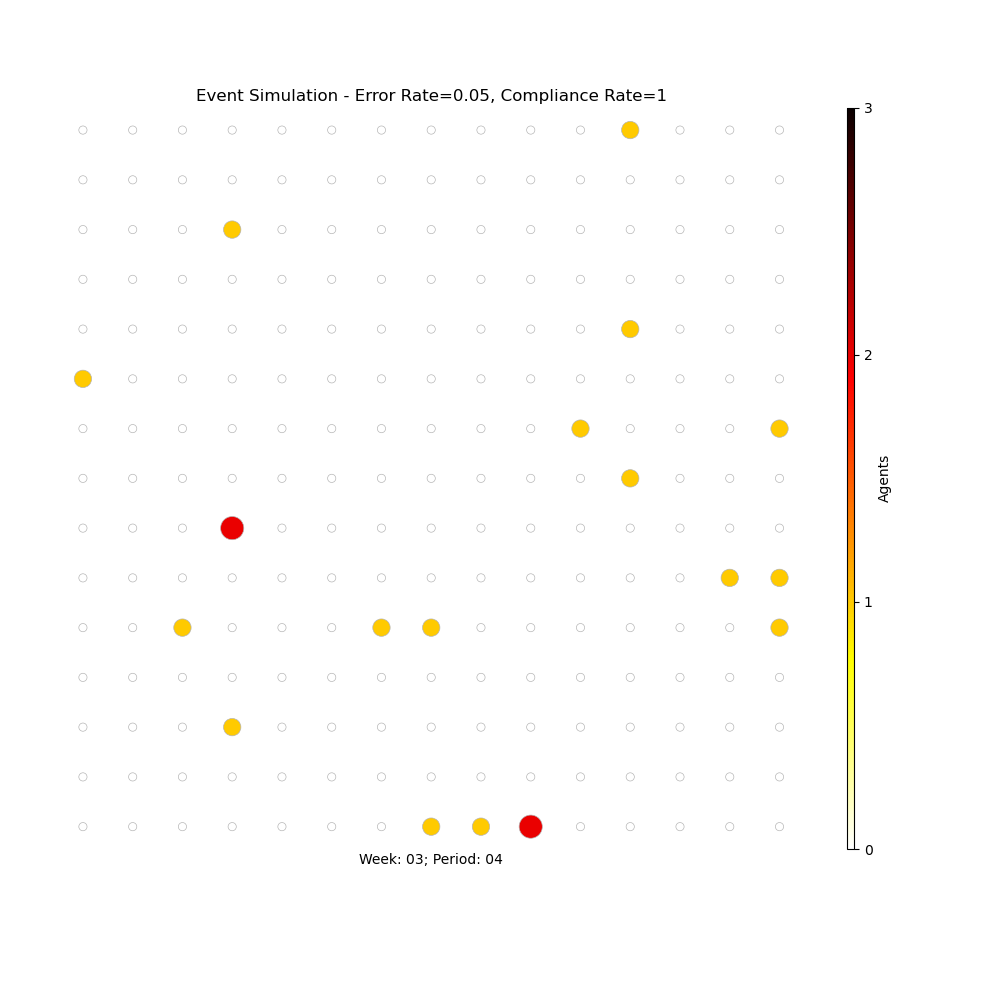 Event Simulation - Error Rate=0.05, Compliance Rate=1
3
2
Agents
1
0
Week: 03; Period: 04